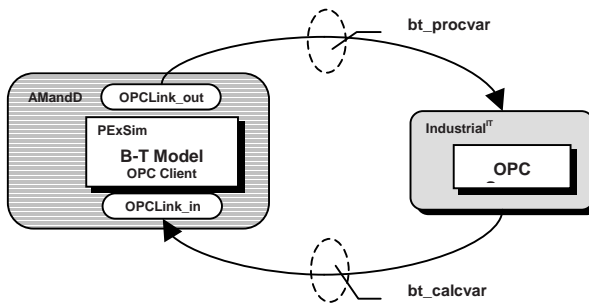 bt_procvar
AMandD
OPCLink_out
PExSim
B-T Model
OPC Client
OPCLink_in
Industrial^IT
OPC
bt_calcvar